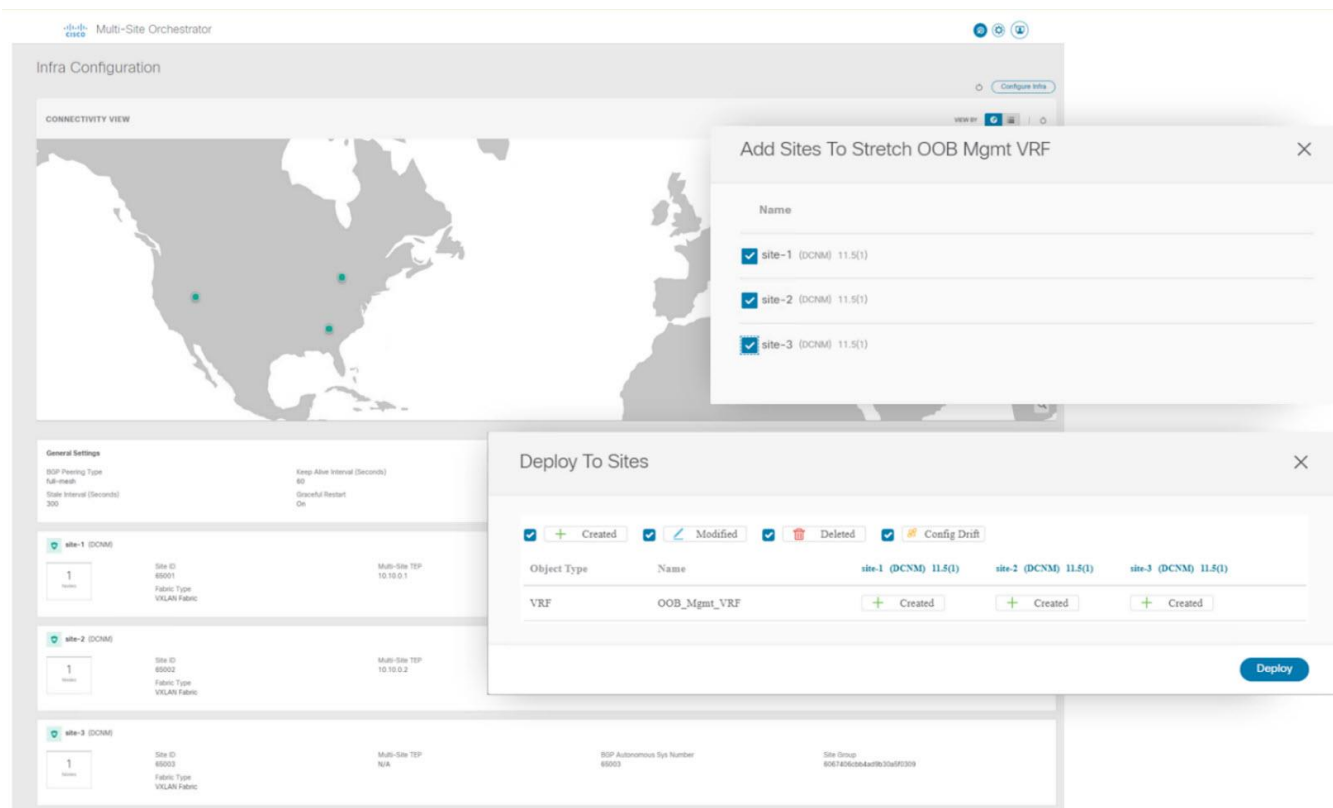 CISCO Multi-Site Orchestrator
Infra Configuration
Configure Infra
CONNECTIVITY VIEW
VIEW BY
Add Sites To Stretch OOB Mgmt VRF
Name
site-1 (DCNM) 11.5(1)
site-2 (DCNM) 11.5(1)
site-3 (DCNM) 11.5(1)
General Settings
BGP Peering Type
full-mesh
Keep Alive Interval (Seconds)
60
Stale Interval (Seconds)
300
Graceful Restart
On
Deploy To Sites
Created Modified Deleted Config Drift
Object Type Name site-1 (DCNM) 11.5(1) site-2 (DCNM) 11.5(1) site-3 (DCNM) 11.5(1)
VRF OOB_Mgmt_VRF Created Created Created
Deploy
site-1 (DCNM)
1
Site ID
65001
Multi-Site TEP
10.10.0.1
Fabric Type
VXLAN Fabric
site-2 (DCNM)
1
Site ID
65002
Multi-Site TEP
10.10.0.2
Fabric Type
VXLAN Fabric
site-3 (DCNM)
1
Site ID
65003
Multi-Site TEP
N/A
BGP Autonomous Sys Number
65003
Site Group
Fabric Type
VXLAN Fabric